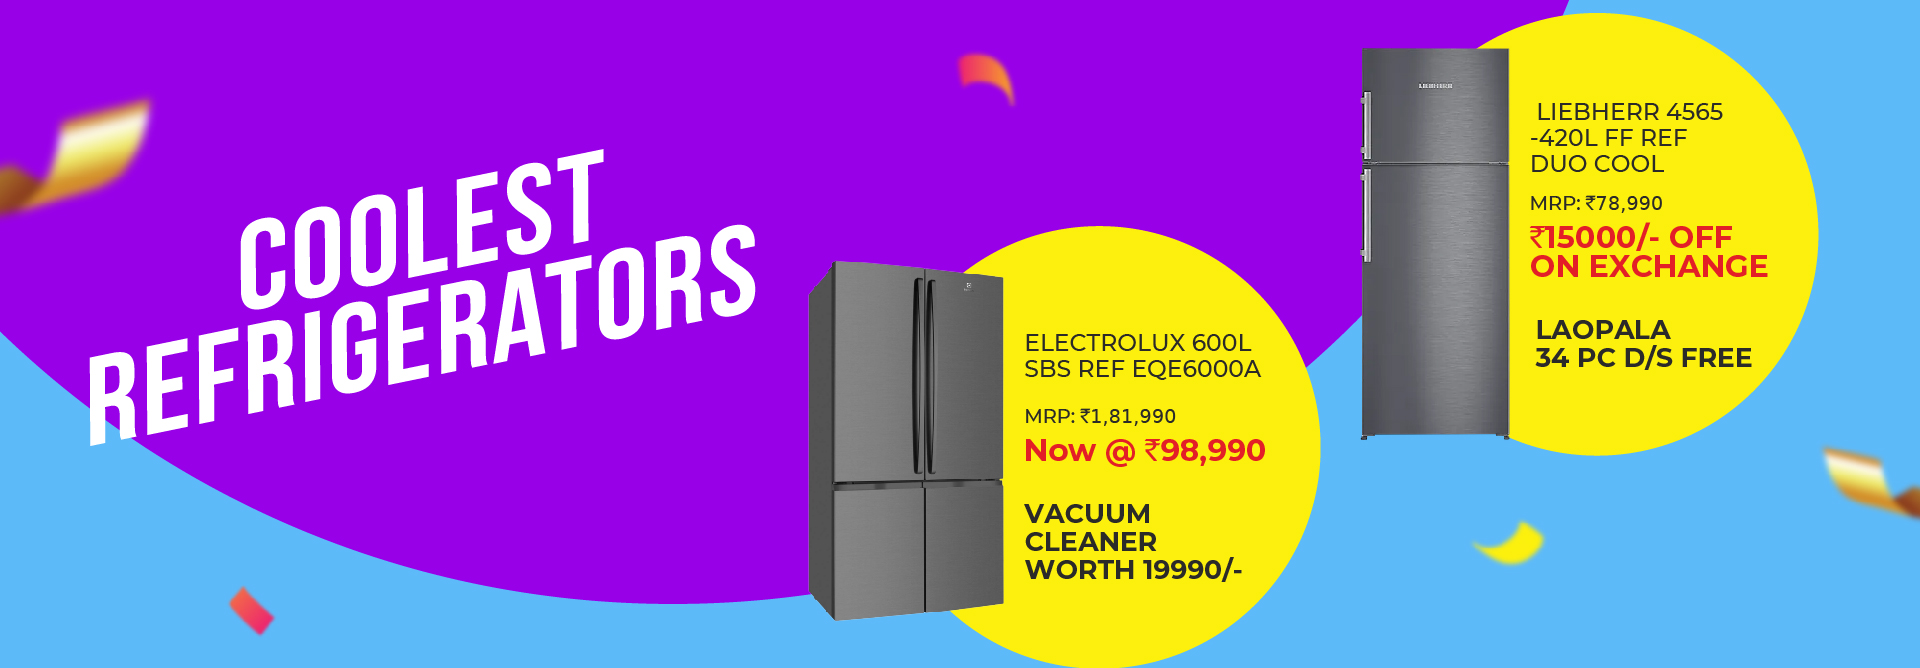 COOLEST
REFRIGERATORS
ELECTROLUX 600L
SBS REF EQE6000A
MRP: ₹1,81,990
Now @ ₹98,990
VACUUM
CLEANER
WORTH 19990/-
LIEBHERR
LIEBHERR 4565
-420L FF REF
DUO COOL
MRP: ₹78,990
₹15000/- OFF
ON EXCHANGE
LAOPALA
34 PC D/S FREE